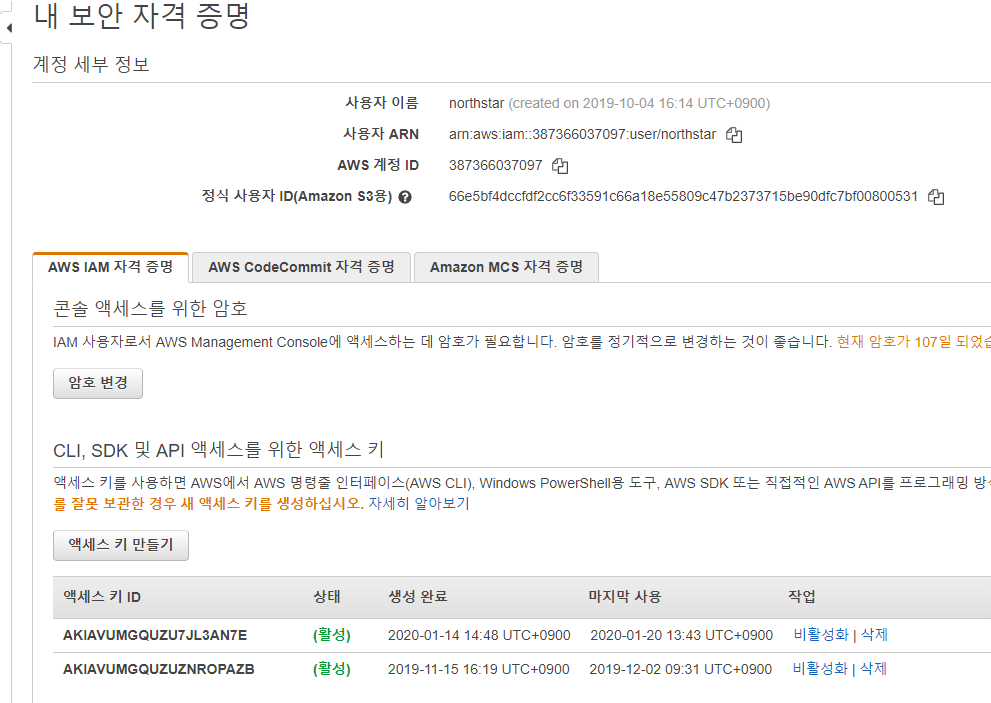 내 보안 자격 증명
계정 세부 정보
사용자 이름 northstar (created on 2019-10-04 16:14 UTC+0900)
사용자 ARN arn:aws:iam::387366037097:user/northstar
AWS 계정 ID 387366037097
정식 사용자 ID(Amazon S3용) 66e5bf4dccfdf2cc6f33591c66a18e55809c47b2373715be90dfc7bf00800531
AWS IAM 자격 증명 AWS CodeCommit 자격 증명 Amazon MCS 자격 증명
콘솔 액세스를 위한 암호
IAM 사용자로서 AWS Management Console에 액세스하는 데 암호가 필요합니다. 암호를 정기적으로 변경하는 것이 좋습니다. 현재 암호가 107일 되었
암호 변경
CLI, SDK 및 API 액세스를 위한 액세스 키
액세스 키를 사용하면 AWS에서 AWS 명령줄 인터페이스(AWS CLI), Windows PowerShell용 도구, AWS SDK 또는 직접적인 AWS API를 프로그래밍
를 잘못 보관한 경우 새 액세스 키를 생성하십시오. 자세히 알아보기
액세스 키 만들기
액세스 키 ID 상태 생성 완료 마지막 사용 작업
AKIAVUMGQUZU7JL3AN7E (활성) 2020-01-14 14:48 UTC+0900 2020-01-20 13:43 UTC+0900 비활성화 | 삭제
AKIAVUMGQUZUZNROPAZB (활성) 2019-11-15 16:19 UTC+0900 2019-12-02 09:31 UTC+0900 비활성화 | 삭제